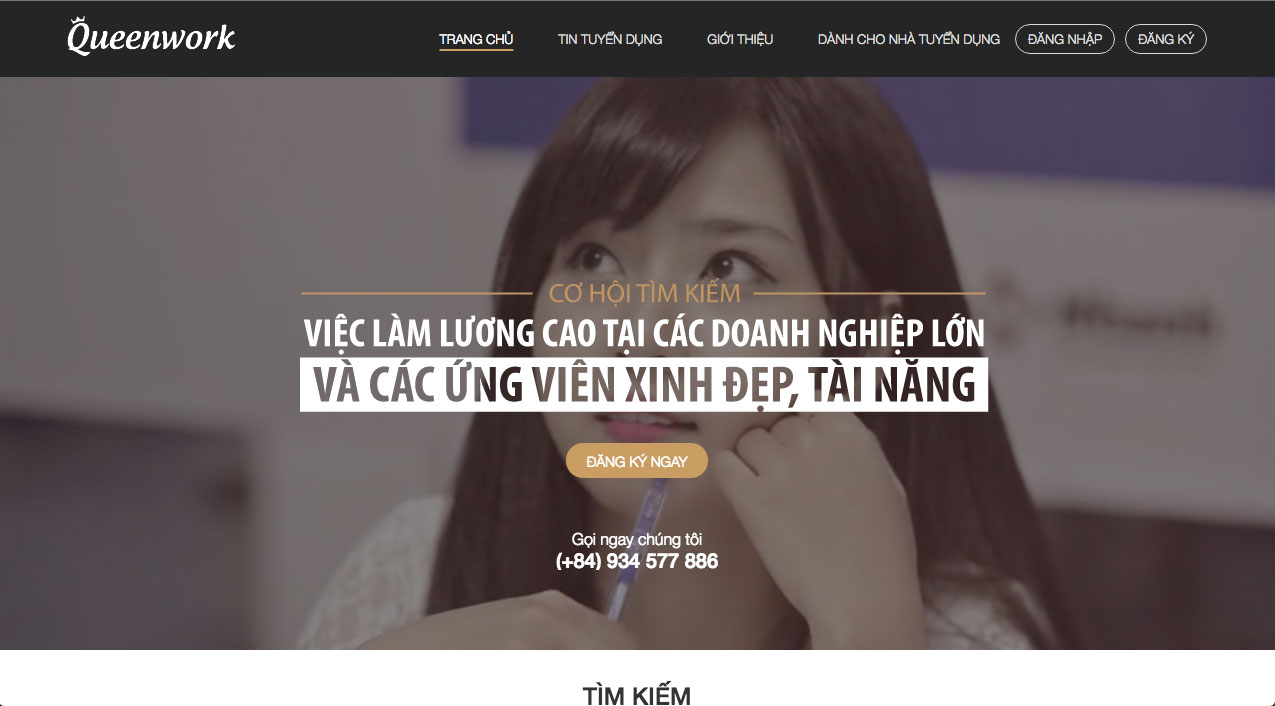 Queenwork
TRANG CHỦ
TIN TUYỂN DỤNG
GIỚI THIỆU
DÀNH CHO NHÀ TUYỂN DỤNG
ĐĂNG NHẬP
ĐĂNG KÝ
CƠ HỘI TÌM KIẾM
VIỆC LÀM LƯƠNG CAO TẠI CÁC DOANH NGHIỆP LỚN
VÀ CÁC ỨNG VIÊN XINH ĐẸP, TÀI NĂNG
ĐĂNG KÝ NGAY
Gọi ngay chúng tôi
(+84) 934 577 886
TÌM KIẾM